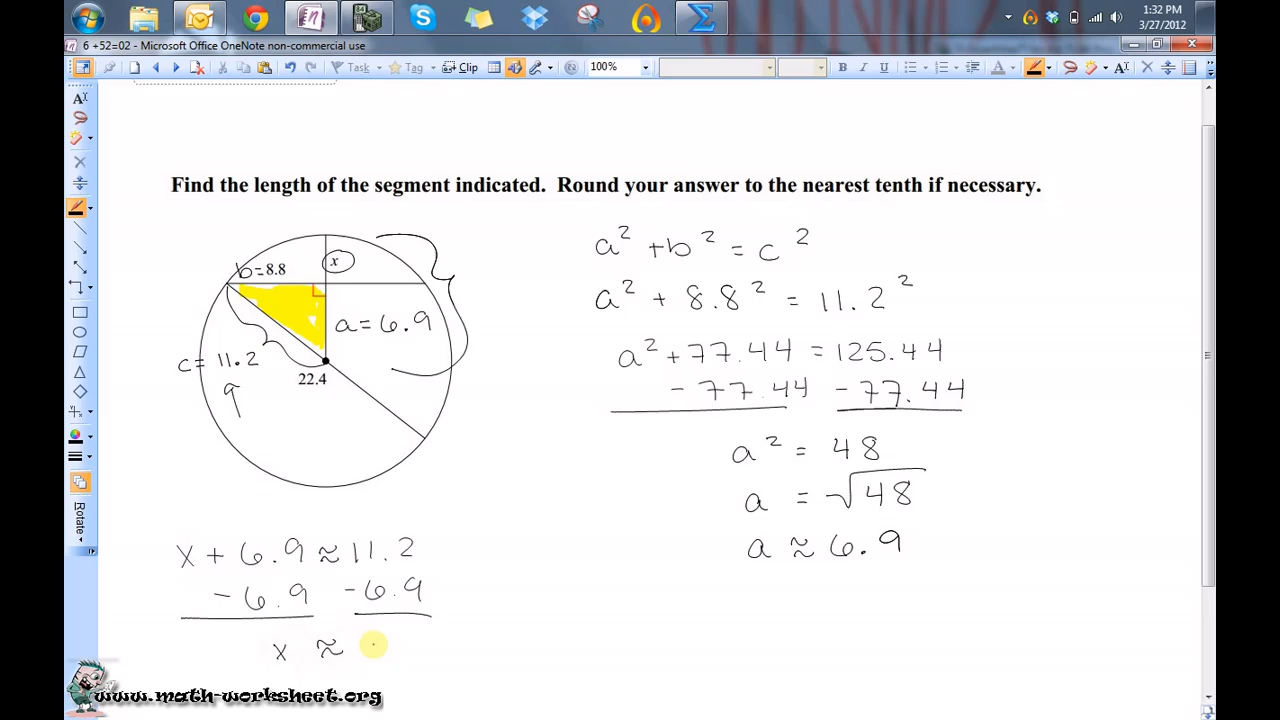 1:32 PM
3/27/2012
6 +52=02 - Microsoft Office OneNote non-commercial use
Task Tag Clip 100% B I U A A
A
Find the length of the segment indicated. Round your answer to the nearest tenth if necessary.
x
b=8.8
a = 6.9
c = 11.2
9
22.4
a² + b² = c²
a² + 8.8² = 11.2²
a² + 77.44 = 125.44
- 77.44 - 77.44
a² = 48
a = √48
a ≈ 6.9
x + 6.9 ≈ 11.2
- 6.9 - 6.9
x ≈
Rotate
www.math-worksheet.org